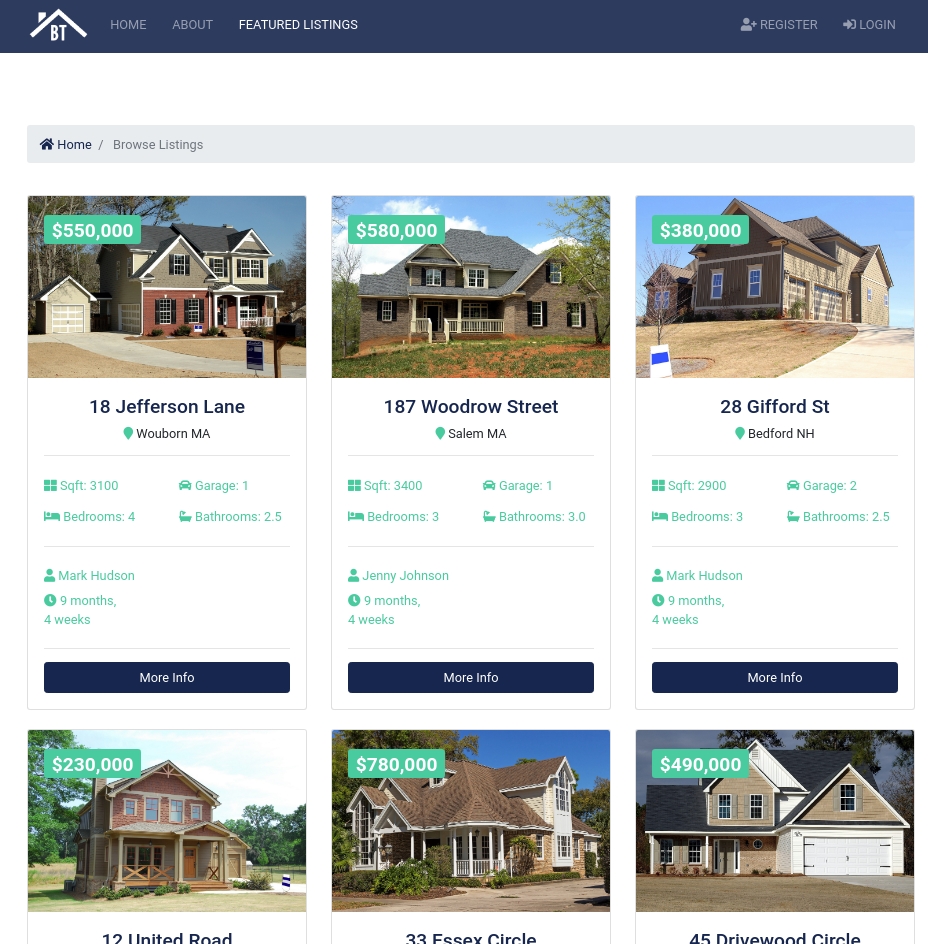 BT HOME ABOUT FEATURED LISTINGS REGISTER LOGIN
Home / Browse Listings
$550,000 $580,000 $380,000
18 Jefferson Lane 187 Woodrow Street 28 Gifford St
Wouborn MA Salem MA Bedford NH
Sqft: 3100 Garage: 1 Sqft: 3400 Garage: 1 Sqft: 2900 Garage: 2
Bedrooms: 4 Bathrooms: 2.5 Bedrooms: 3 Bathrooms: 3.0 Bedrooms: 3 Bathrooms: 2.5
Mark Hudson Jenny Johnson Mark Hudson
9 months, 9 months, 9 months,
4 weeks 4 weeks 4 weeks
More Info More Info More Info
$230,000 $780,000 $490,000
12 United Road 33 Essex Circle 45 Drivewood Circle